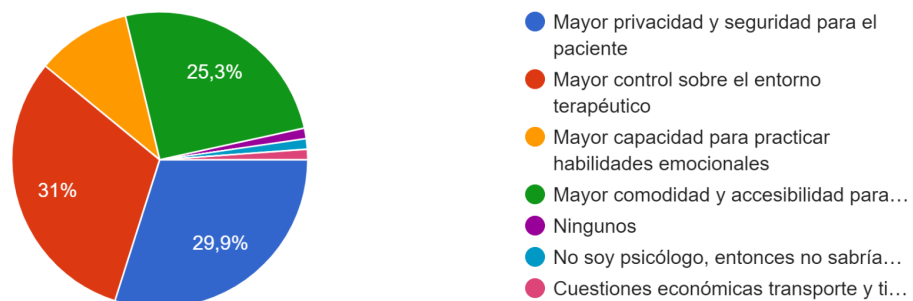 25,3%
31%
29,9%
Mayor privacidad y seguridad para el
paciente
Mayor control sobre el entorno
terapéutico
Mayor capacidad para practicar
habilidades emocionales
Mayor comodidad y accesibilidad para…
Ningunos
No soy psicólogo, entonces no sabría…
Cuestiones económicas transporte y ti…